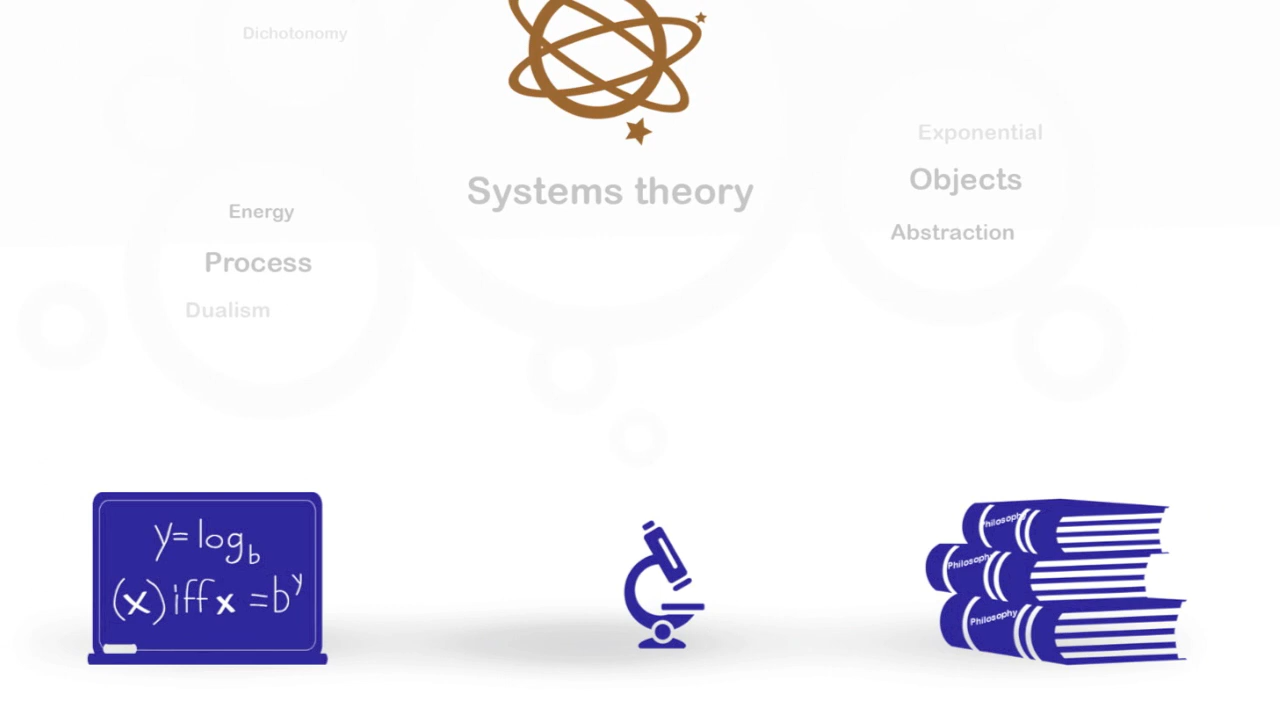 Dichotonomy
Systems theory
Exponential
Objects
Abstraction
Energy
Process
Dualism
y= log b
(x) iff x =b y
Philosophy
Philosophy
Philosophy